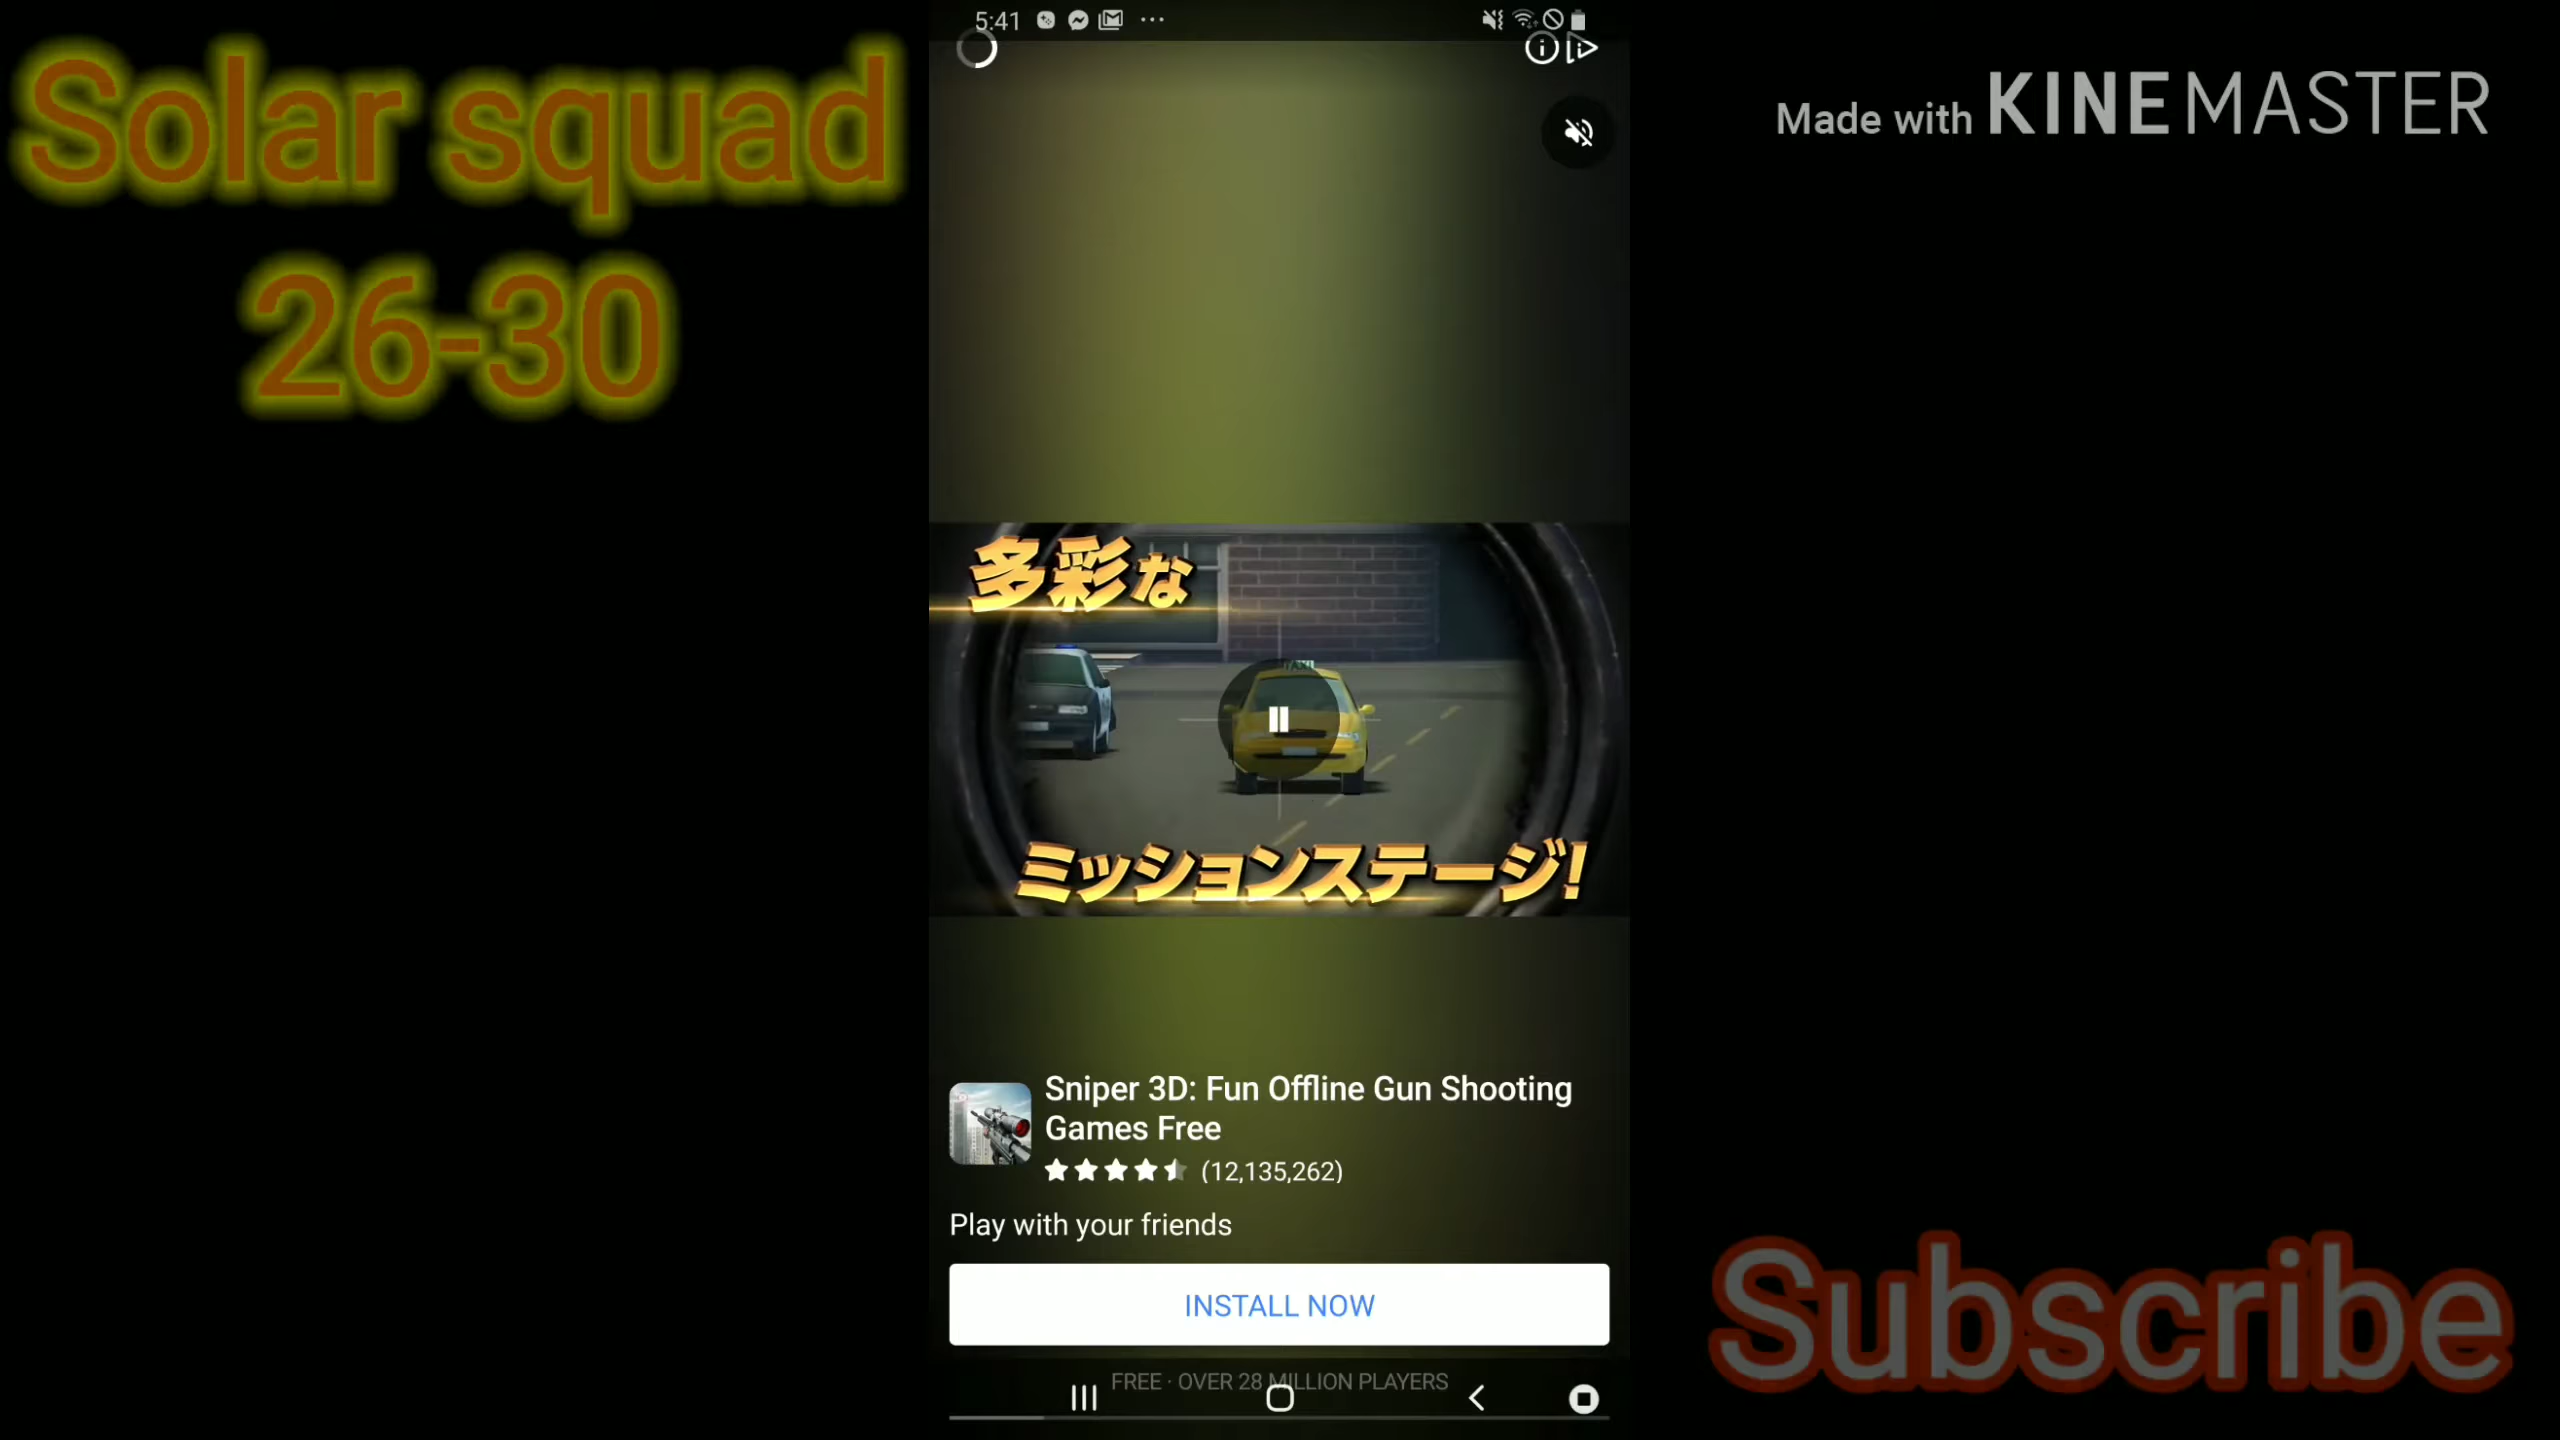 Solar squad
26-30
5:41
Made with KINEMASTER
多彩な
TAXI
ミッションステージ!
Sniper 3D: Fun Offline Gun Shooting
Games Free
(12,135,262)
Play with your friends
INSTALL NOW
FREE · OVER 28 MILLION PLAYERS
Subscribe